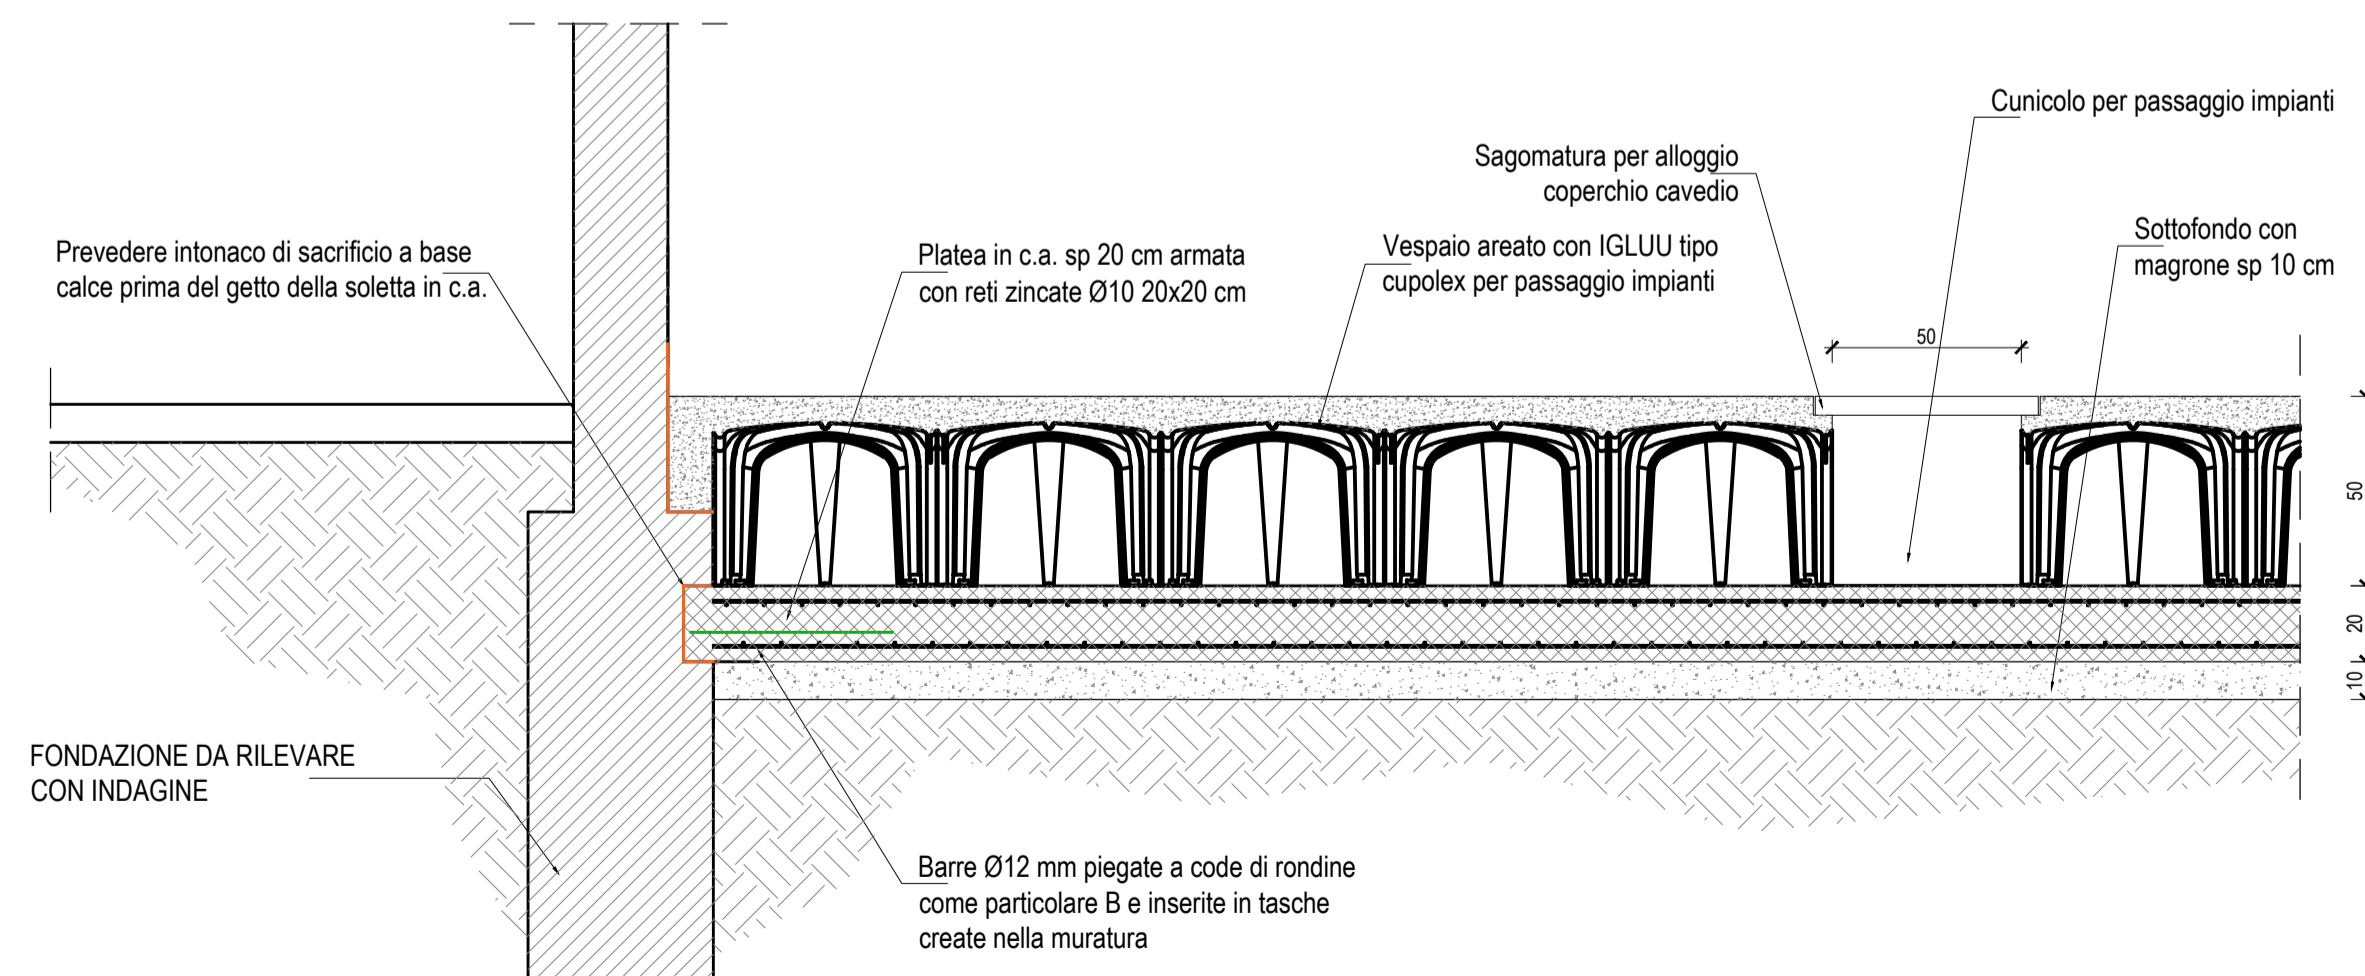 Cunicolo per passaggio impianti
Sagomatura per alloggio
coperchio cavedio
Sottofondo con
magrone sp 10 cm
Prevedere intonaco di sacrificio a base
calce prima del getto della soletta in c.a.
Platea in c.a. sp 20 cm armata
con reti zincate Ø10 20x20 cm
Vespaio areato con IGLUU tipo
cupolex per passaggio impianti
50
50
20
10
FONDAZIONE DA RILEVARE
CON INDAGINE
Barre Ø12 mm piegate a code di rondine
come particolare B e inserite in tasche
create nella muratura